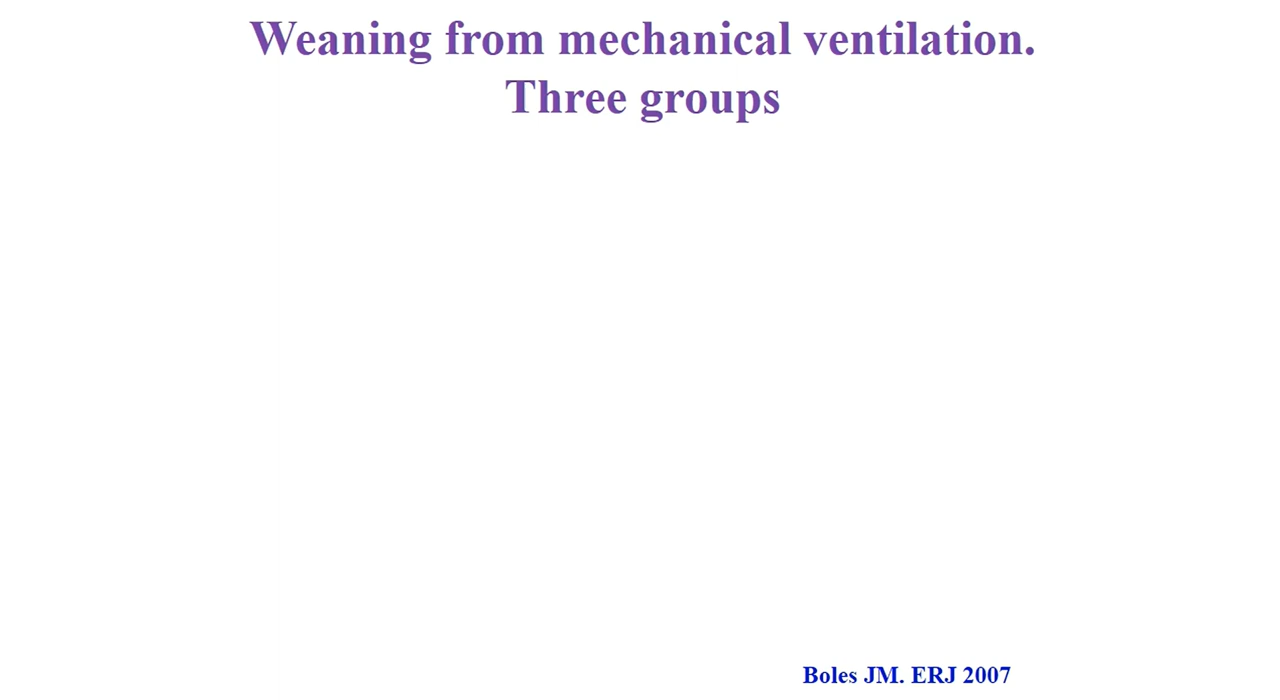 Weaning from mechanical ventilation.
Three groups
Boles JM. ERJ 2007